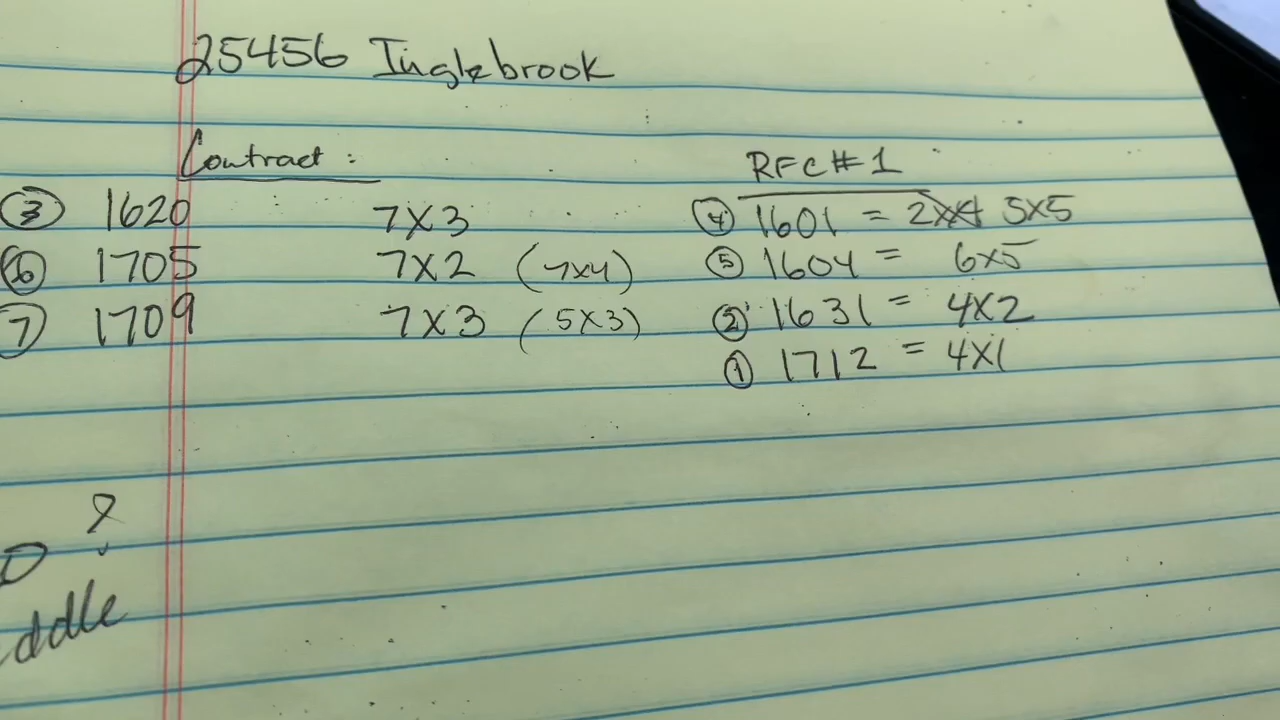 25456 Inglebrook
Contract :
③ 1620 7X3
⑥ 1705 7X2 (7x4)
⑦ 1709 7X3 (5X3)
RFC#1
④ 1601 = 5x5
⑤ 1604 = 6x5
② 1631 = 4X2
① 1712 = 4X1
ddle